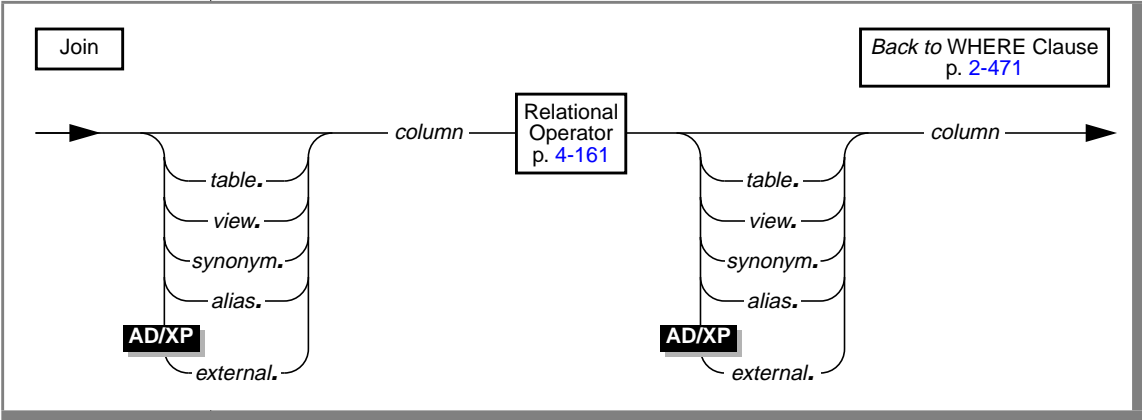 Join
Back to WHERE Clause
p. 2-471
Relational
Operator
p. 4-161
column
column
table.
table.
view.
view.
synonym.
synonym.
alias.
alias.
AD/XP
AD/XP
external.
external.